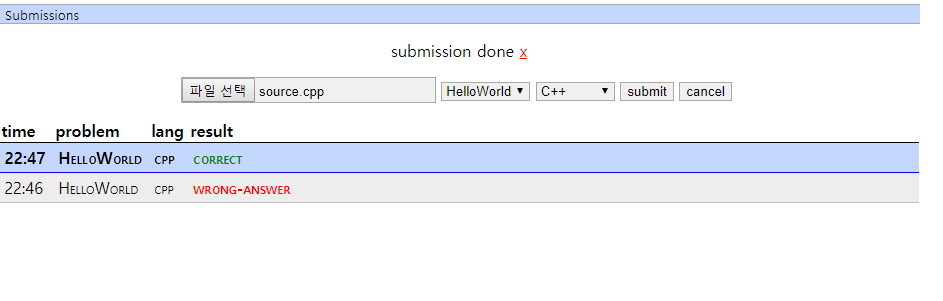 Submissions
submission done x
파일 선택 source.cpp HelloWorld C++ submit cancel
time problem lang result
22:47 HelloWorld cpp correct
22:46 HelloWorld cpp wrong-answer